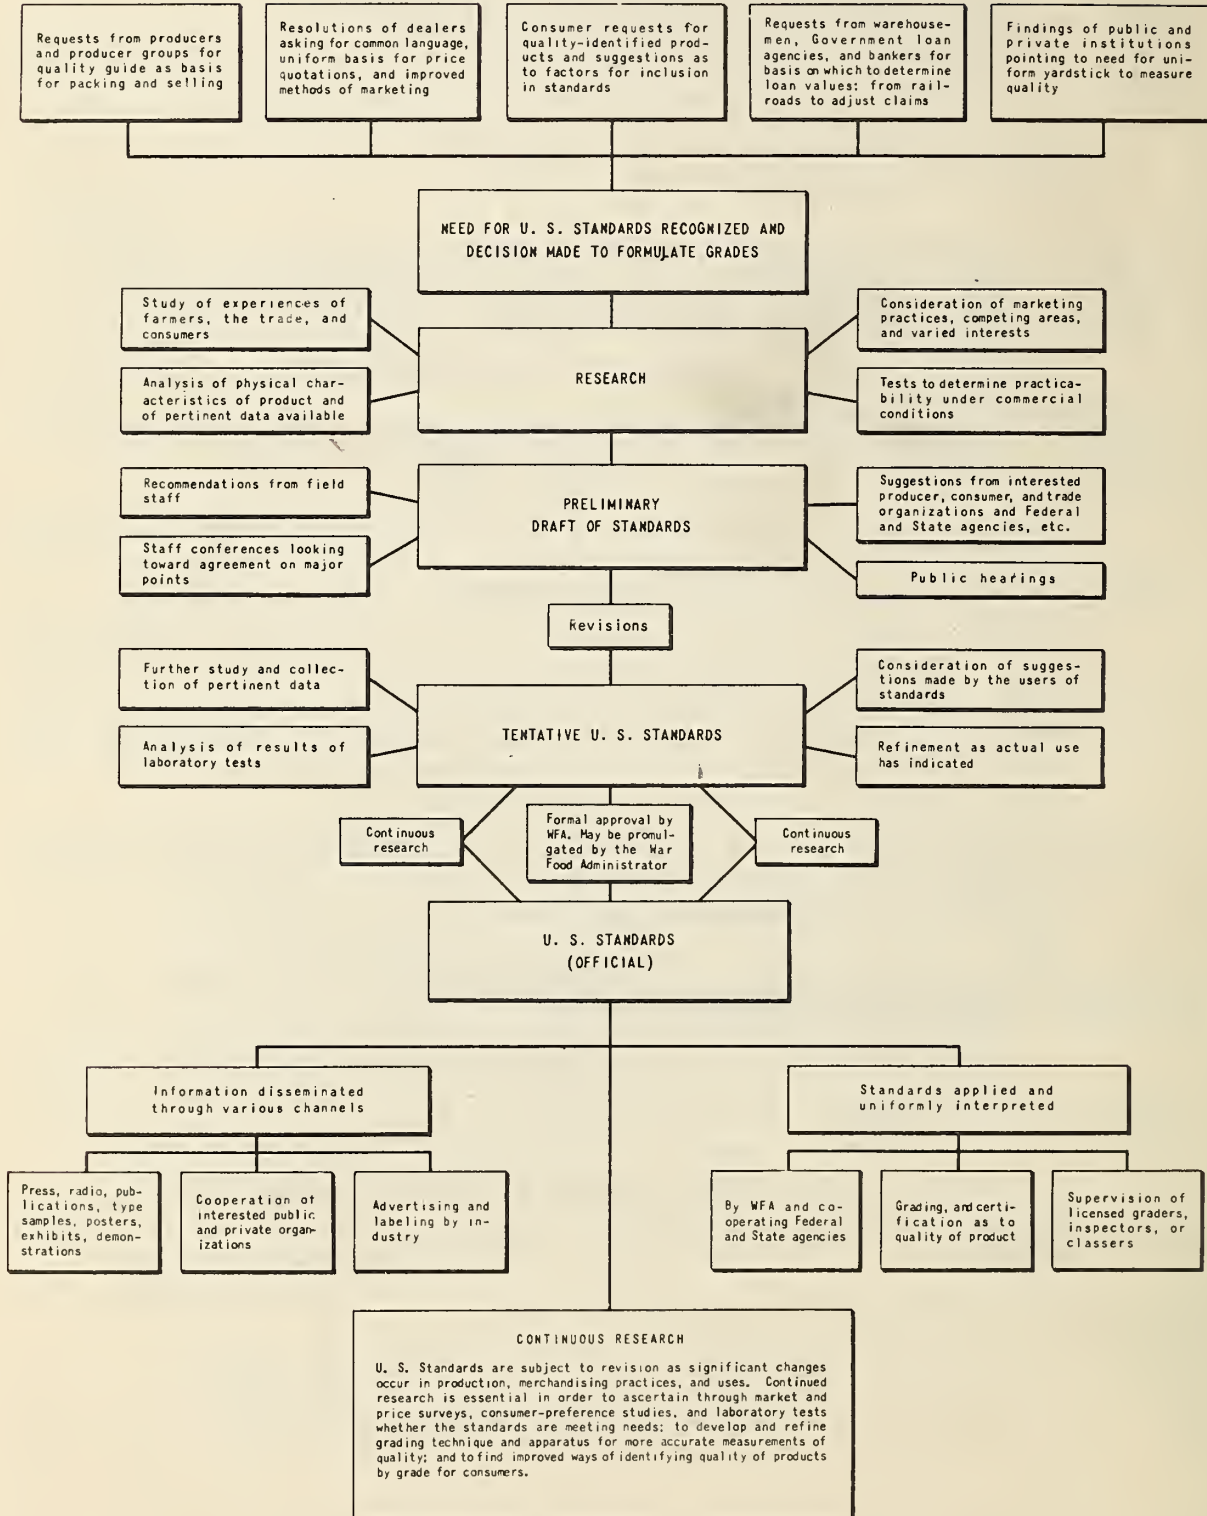 Requests from producers
and producer groups for
quality guide as basis
for packing and selling
Resolutions of dealers
asking for common language,
uniform basis for price
quotations, and improved
methods of marketing
Consumer requests for
quality-identified prod-
ucts and suggestions as
to factors for inclusion
in standards
Requests from warehouse-
men, Government loan
agencies, and bankers for
basis on which to determine
loan values; from rail-
roads to adjust claims
Findings of public and
private institutions
pointing to need for uni-
form yardstick to measure
quality
NEED FOR U. S. STANDARDS RECOGNIZED AND
DECISION MADE TO FORMULATE GRADES
Study of experiences of
farmers, the trade, and
consumers
Consideration of marketing
practices, competing areas,
and varied interests
RESEARCH
Analysis of physical char-
acteristics of product and
of pertinent data available
Tests to determine practica-
bility under commercial
conditions
Recommendations from field
staff
Suggestions from interested
producer, consumer, and trade
organizations and Federal
and State agencies, etc.
PRELIMINARY
DRAFT OF STANDARDS
Staff conferences looking
toward agreement on major
points
Public hearings
Revisions
Further study and collec-
tion of pertinent data
Consideration of sugges-
tions made by the users of
standards
TENTATIVE U. S. STANDARDS
Analysis of results of
laboratory tests
Refinement as actual use
has indicated
Continuous
research
Formal approval by
WFA. May be promul-
gated by the War
Food Administrator
Continuous
research
U. S. STANDARDS
(OFFICIAL)
Information disseminated
through various channels
Standards applied and
uniformly interpreted
Press, radio, pub-
lications, type
samples, posters,
exhibits, demon-
strations
Cooperation of
interested public
and private organ-
izations
Advertising and
labeling by in-
dustry
By WFA and co-
operating Federal
and State agencies
Grading, and certi-
fication as to
quality of product
Supervision of
licensed graders,
inspectors, or
classers
CONTINUOUS RESEARCH
U. S. Standards are subject to revision as significant changes
occur in production, merchandising practices, and uses. Continued
research is essential in order to ascertain through market and
price surveys, consumer-preference studies, and laboratory tests
whether the standards are meeting needs; to develop and refine
grading technique and apparatus for more accurate measurements of
quality; and to find improved ways of identifying quality of products
by grade for consumers.